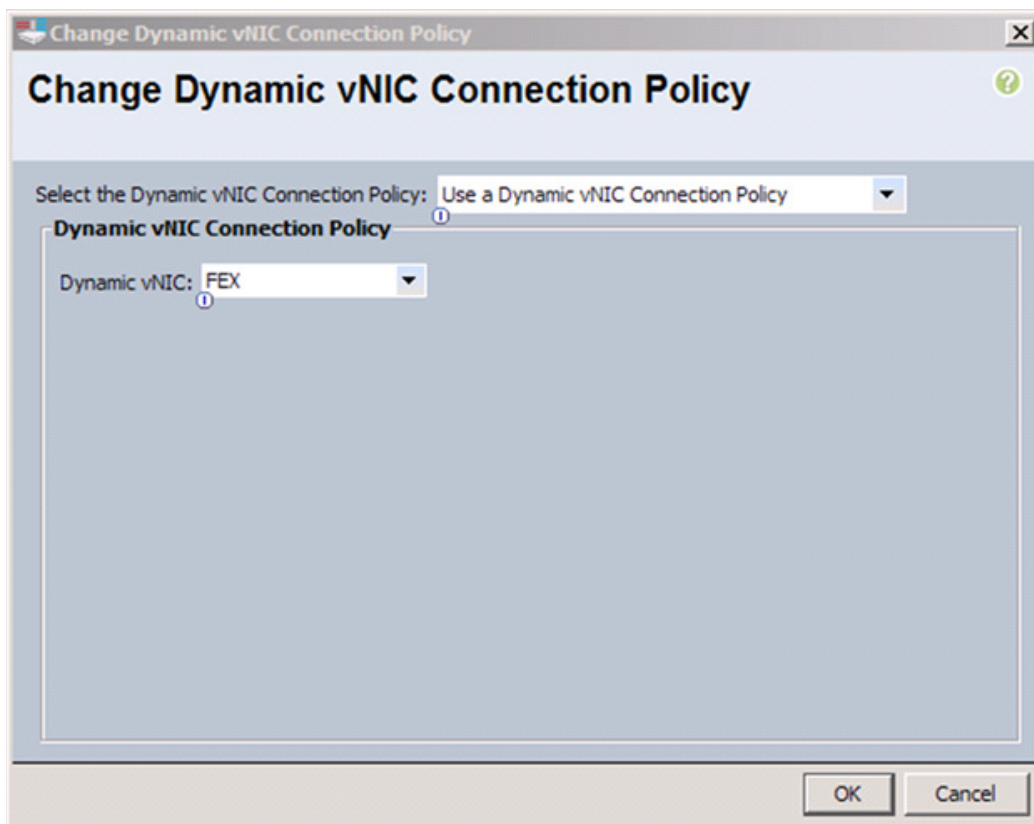 Change Dynamic vNIC Connection Policy
Change Dynamic vNIC Connection Policy
Select the Dynamic vNIC Connection Policy: Use a Dynamic vNIC Connection Policy
Dynamic vNIC Connection Policy
Dynamic vNIC: FEX
OK Cancel